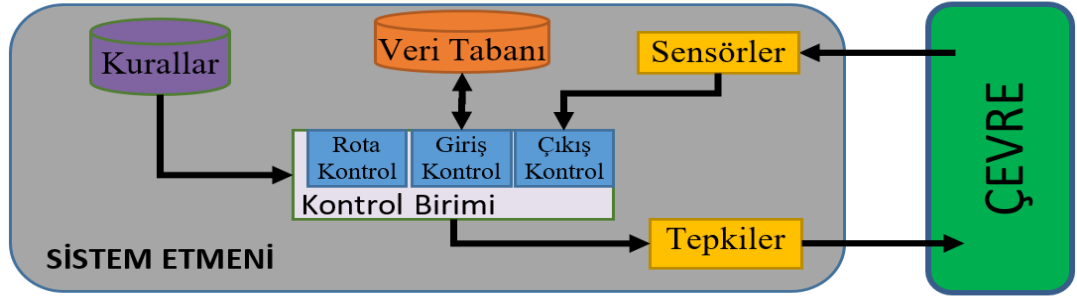 Kurallar
Veri Tabanı
Sensörler
Rota
Kontrol
Giriş
Kontrol
Çıkış
Kontrol
Kontrol Birimi
Tepkiler
SİSTEM ETMENİ
ÇEVRE